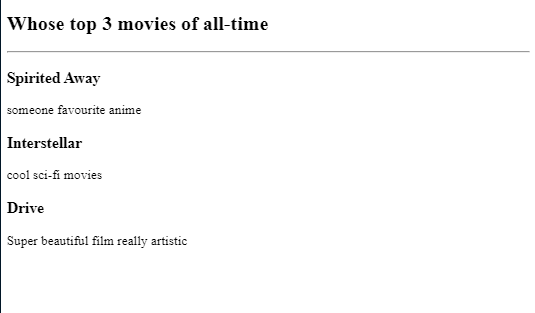 Whose top 3 movies of all-time
Spirited Away
someone favourite anime
Interstellar
cool sci-fi movies
Drive
Super beautiful film really artistic